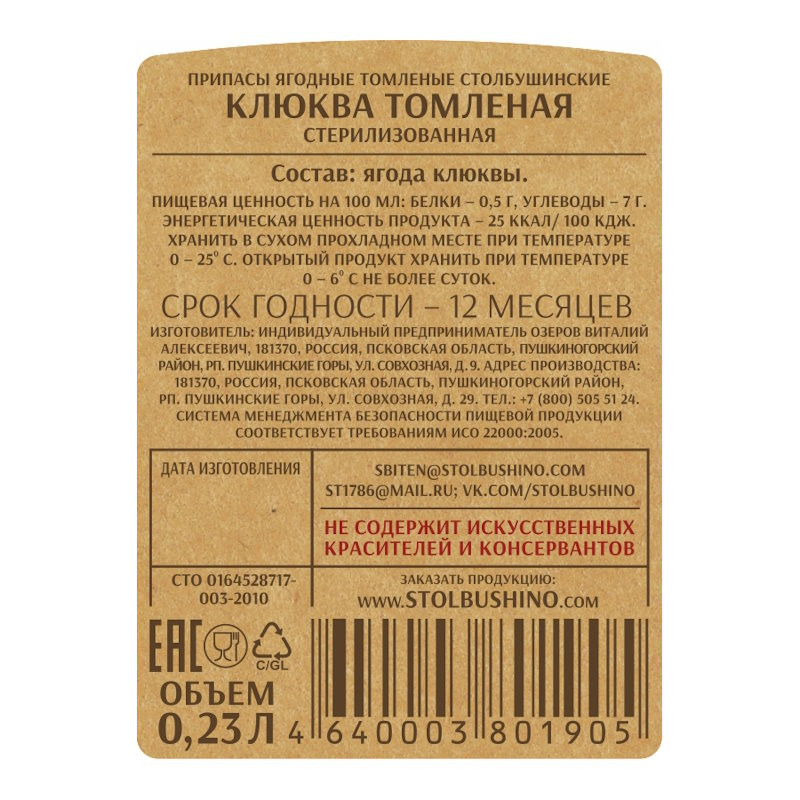 ПРИПАСЫ ЯГОДНЫЕ ТОМЛЕНЫЕ СТОЛБУШИНСКИЕ
КЛЮКВА ТОМЛЕНАЯ
СТЕРИЛИЗОВАННАЯ
Состав: ягода клюквы.
ПИЩЕВАЯ ЦЕННОСТЬ НА 100 МЛ: БЕЛКИ – 0,5 Г, УГЛЕВОДЫ – 7 Г.
ЭНЕРГЕТИЧЕСКАЯ ЦЕННОСТЬ ПРОДУКТА – 25 ККАЛ/ 100 КДЖ.
ХРАНИТЬ В СУХОМ ПРОХЛАДНОМ МЕСТЕ ПРИ ТЕМПЕРАТУРЕ
0 – 25⁰ С. ОТКРЫТЫЙ ПРОДУКТ ХРАНИТЬ ПРИ ТЕМПЕРАТУРЕ
0 – 6⁰ С НЕ БОЛЕЕ СУТОК.
СРОК ГОДНОСТИ – 12 МЕСЯЦЕВ
ИЗГОТОВИТЕЛЬ: ИНДИВИДУАЛЬНЫЙ ПРЕДПРИНИМАТЕЛЬ ОЗЕРОВ ВИТАЛИЙ
АЛЕКСЕЕВИЧ, 181370, РОССИЯ, ПСКОВСКАЯ ОБЛАСТЬ, ПУШКИНОГОРСКИЙ
РАЙОН, РП. ПУШКИНСКИЕ ГОРЫ, УЛ. СОВХОЗНАЯ, Д. 9. АДРЕС ПРОИЗВОДСТВА:
181370, РОССИЯ, ПСКОВСКАЯ ОБЛАСТЬ, ПУШКИНОГОРСКИЙ РАЙОН,
РП. ПУШКИНСКИЕ ГОРЫ, УЛ. СОВХОЗНАЯ, Д. 29. ТЕЛ.: +7 (800) 505 51 24.
СИСТЕМА МЕНЕДЖМЕНТА БЕЗОПАСНОСТИ ПИЩЕВОЙ ПРОДУКЦИИ
СООТВЕТСТВУЕТ ТРЕБОВАНИЯМ ИСО 22000:2005.
ДАТА ИЗГОТОВЛЕНИЯ
SBITEN@STOLBUSHINO.COM
ST1786@MAIL.RU; VK.COM/STOLBUSHINO
НЕ СОДЕРЖИТ ИСКУССТВЕННЫХ
КРАСИТЕЛЕЙ И КОНСЕРВАНТОВ
СТО 0164528717-
003-2010
ЗАКАЗАТЬ ПРОДУКЦИЮ:
WWW.STOLBUSHINO.COM
EAC
C/GL
ОБЪЕМ
0,23 Л
4 640003 801905